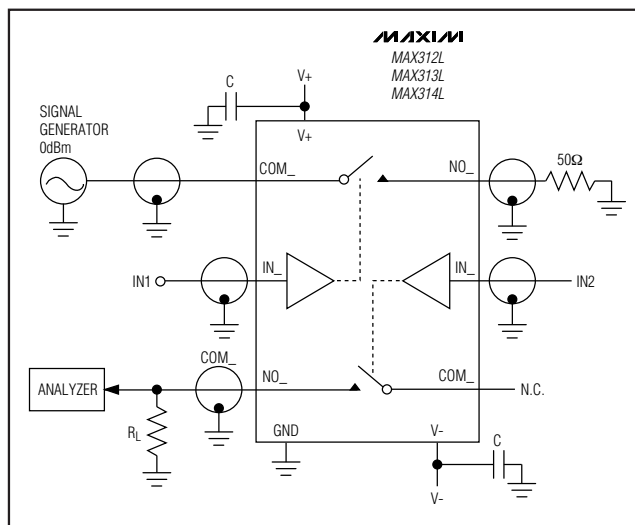 MAXIM
MAX312L
MAX313L
MAX314L
C
V+
V+
SIGNAL
GENERATOR
0dBm
COM_
NO_
50Ω
IN1
IN_
IN_
IN2
COM_
NO_
COM_
N.C.
ANALYZER
RL
GND
V-
C
V-